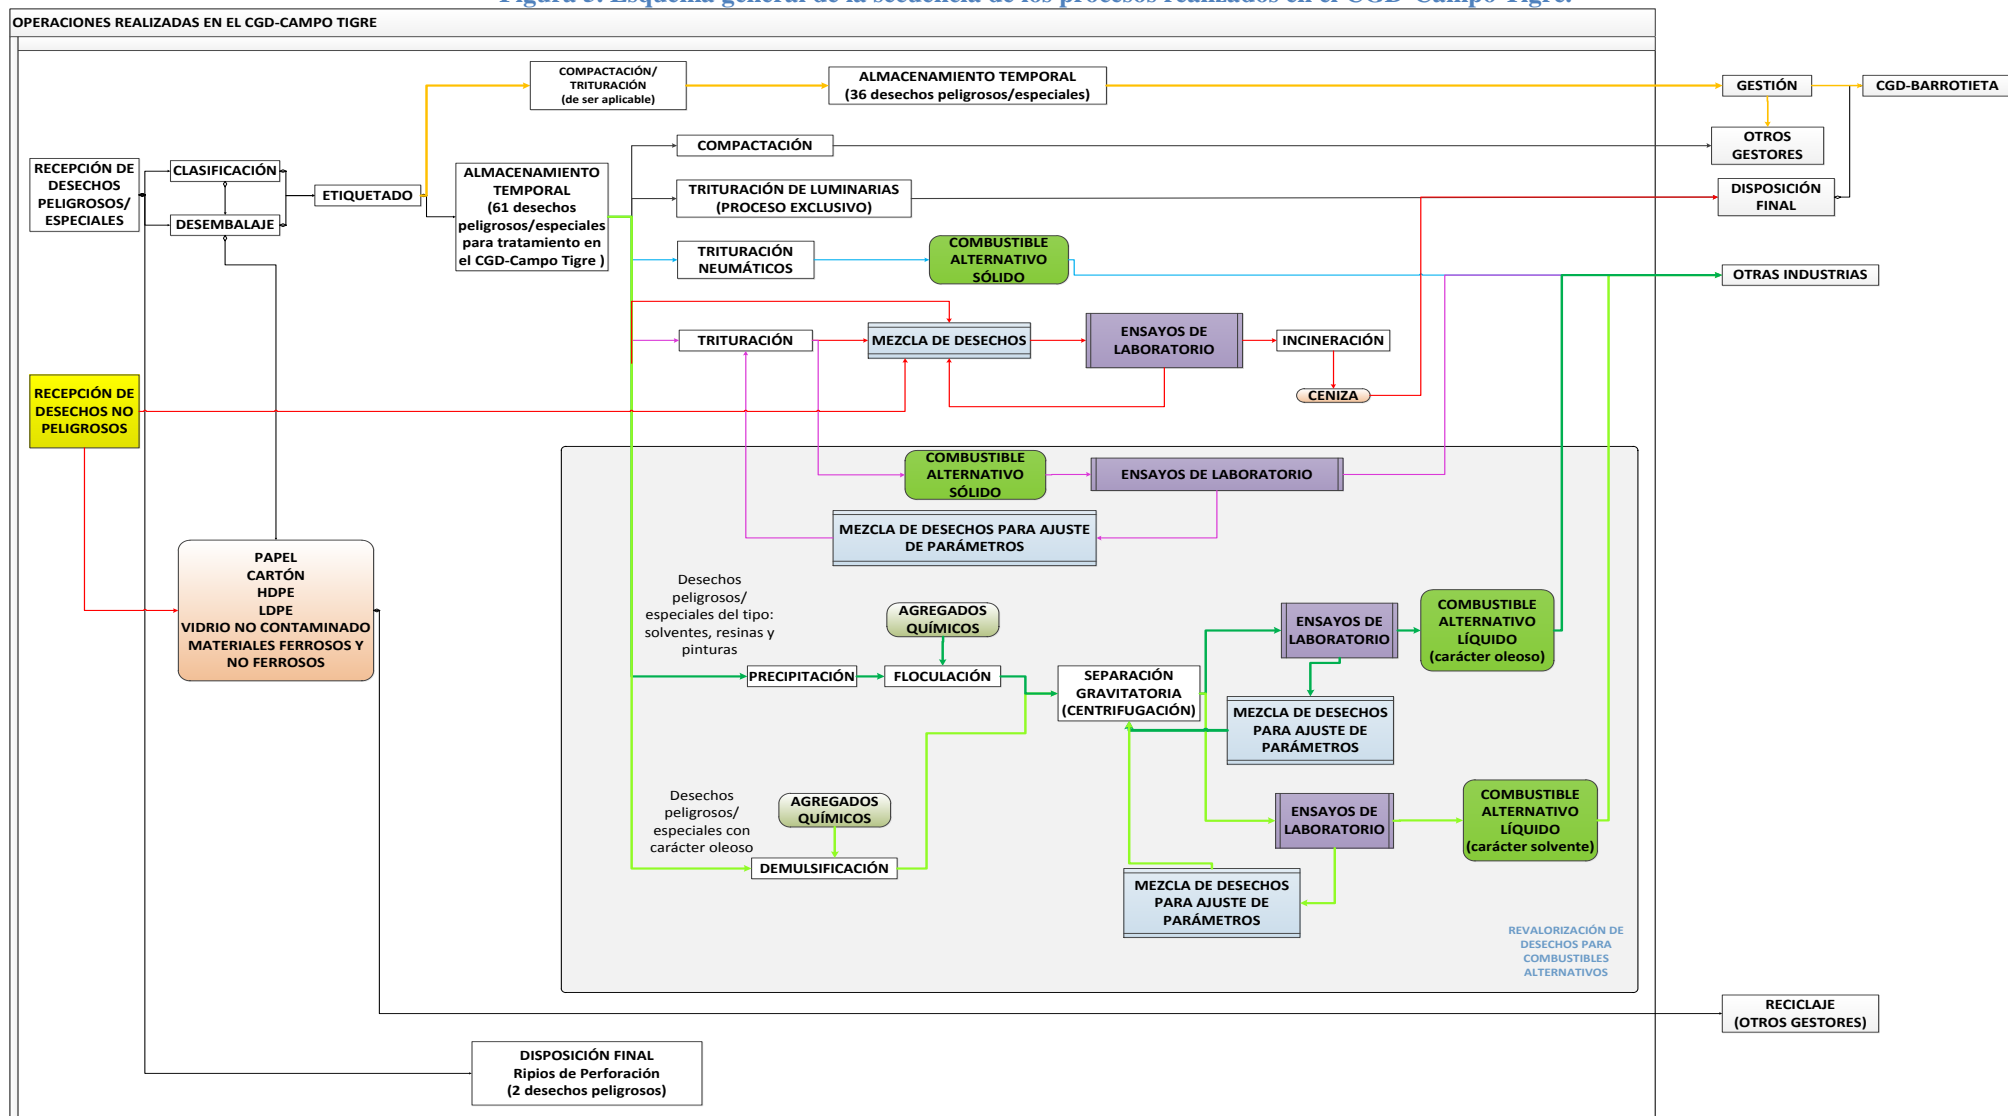 Figura 3. Esquema general de la secuencia de los procesos realizados en el CGD-Campo Tigre.
OPERACIONES REALIZADAS EN EL CGD-CAMPO TIGRE
COMPACTACIÓN/
TRITURACIÓN
(de ser aplicable)
ALMACENAMIENTO TEMPORAL
(36 desechos peligrosos/especiales)
GESTIÓN
CGD-BARROTIETA
OTROS
GESTORES
RECEPCIÓN DE
DESECHOS
PELIGROSOS/
ESPECIALES
CLASIFICACIÓN
DESEMBALAJE
ETIQUETADO
ALMACENAMIENTO
TEMPORAL
(61 desechos
peligrosos/especiales
para tratamiento en
el CGD-Campo Tigre )
COMPACTACIÓN
TRITURACIÓN DE LUMINARIAS
(PROCESO EXCLUSIVO)
DISPOSICIÓN
FINAL
TRITURACIÓN
NEUMÁTICOS
COMBUSTIBLE
ALTERNATIVO
SÓLIDO
OTRAS INDUSTRIAS
TRITURACIÓN
MEZCLA DE DESECHOS
ENSAYOS DE
LABORATORIO
INCINERACIÓN
CENIZA
RECEPCIÓN DE
DESECHOS NO
PELIGROSOS
COMBUSTIBLE
ALTERNATIVO
SÓLIDO
ENSAYOS DE LABORATORIO
MEZCLA DE DESECHOS PARA AJUSTE
DE PARÁMETROS
PAPEL
CARTÓN
HDPE
LDPE
VIDRIO NO CONTAMINADO
MATERIALES FERROSOS Y
NO FERROSOS
Desechos
peligrosos/
especiales del tipo:
solventes, resinas y
pinturas
AGREGADOS
QUÍMICOS
PRECIPITACIÓN
FLOCULACIÓN
SEPARACIÓN
GRAVITATORIA
(CENTRIFUGACIÓN)
ENSAYOS DE
LABORATORIO
COMBUSTIBLE
ALTERNATIVO
LÍQUIDO
(carácter oleoso)
MEZCLA DE DESECHOS
PARA AJUSTE DE
PARÁMETROS
Desechos
peligrosos/
especiales con
carácter oleoso
AGREGADOS
QUÍMICOS
DEMULSIFICACIÓN
ENSAYOS DE
LABORATORIO
COMBUSTIBLE
ALTERNATIVO
LÍQUIDO
(carácter solvente)
MEZCLA DE DESECHOS
PARA AJUSTE DE
PARÁMETROS
REVALORIZACIÓN DE
DESECHOS PARA
COMBUSTIBLES
ALTERNATIVOS
RECICLAJE
(OTROS GESTORES)
DISPOSICIÓN FINAL
Ripios de Perforación
(2 desechos peligrosos)